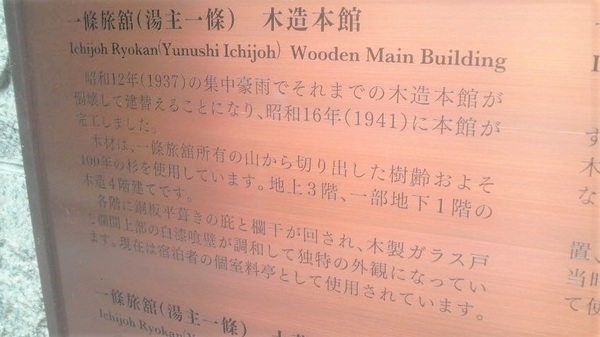 一條旅舘(湯主一條) 木造本館
Ichijoh Ryokan(Yunushi Ichijoh) Wooden Main Building
昭和12年(1937)の集中豪雨でそれまでの木造本館が
損壊して建替えることになり、昭和16年(1941)に本館が
完工しました。
木材は、一條旅舘所有の山から切り出した樹齢およそ
100年の杉を使用しています。地上3階、一部地下1階の
木造4階建てです。
各階に銅板平葺きの庇と欄干が回され、木製ガラス戸
と欄間上部の白漆喰壁が調和して独特の外観になってい
ます。現在は宿泊者の個室料亭として使用されています。
一條旅舘(湯主一條)
Ichijoh Ryokan
す
木
な
置、
当時
て使